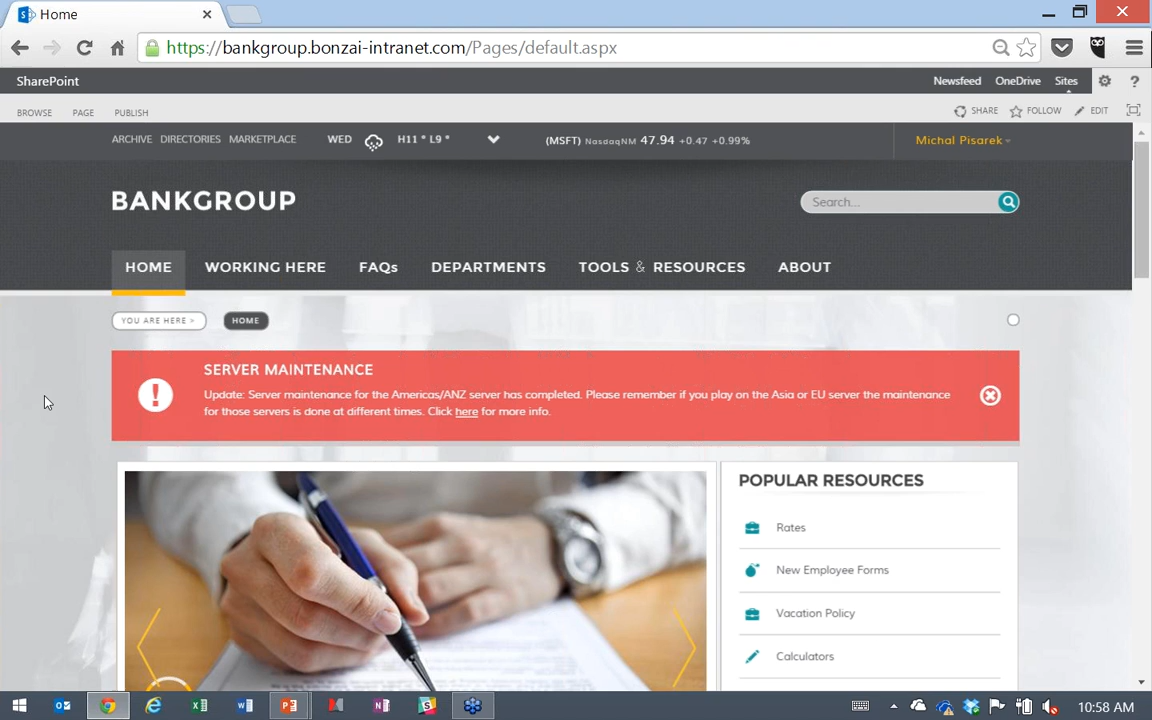 Home
https://bankgroup.bonzai-intranet.com/Pages/default.aspx
SharePoint
Newsfeed OneDrive Sites ?
BROWSE PAGE PUBLISH
SHARE FOLLOW EDIT
ARCHIVE DIRECTORIES MARKETPLACE WED H11 ° L9 ° (MSFT) NasdaqNM 47.94 +0.47 +0.99% Michal Pisarek
BANKGROUP
Search...
HOME WORKING HERE FAQs DEPARTMENTS TOOLS & RESOURCES ABOUT
YOU ARE HERE > HOME
SERVER MAINTENANCE
Update: Server maintenance for the Americas/ANZ server has completed. Please remember if you play on the Asia or EU server the maintenance
for those servers is done at different times. Click here for more info.
POPULAR RESOURCES
Rates
New Employee Forms
Vacation Policy
Calculators
10:58 AM